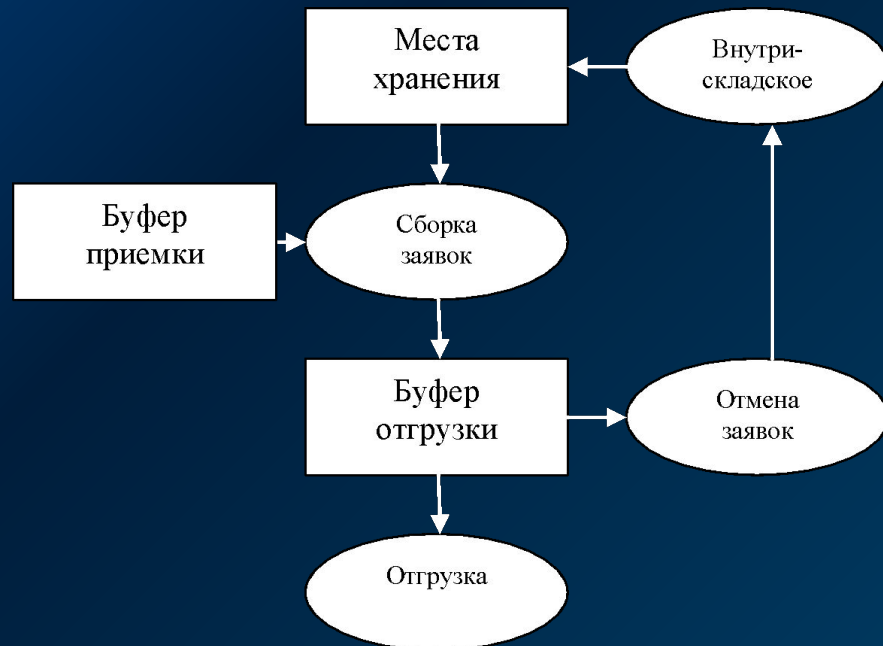 Места
хранения
Внутри-
складское
Буфер
приемки
Сборка
заявок
Буфер
отгрузки
Отмена
заявок
Отгрузка